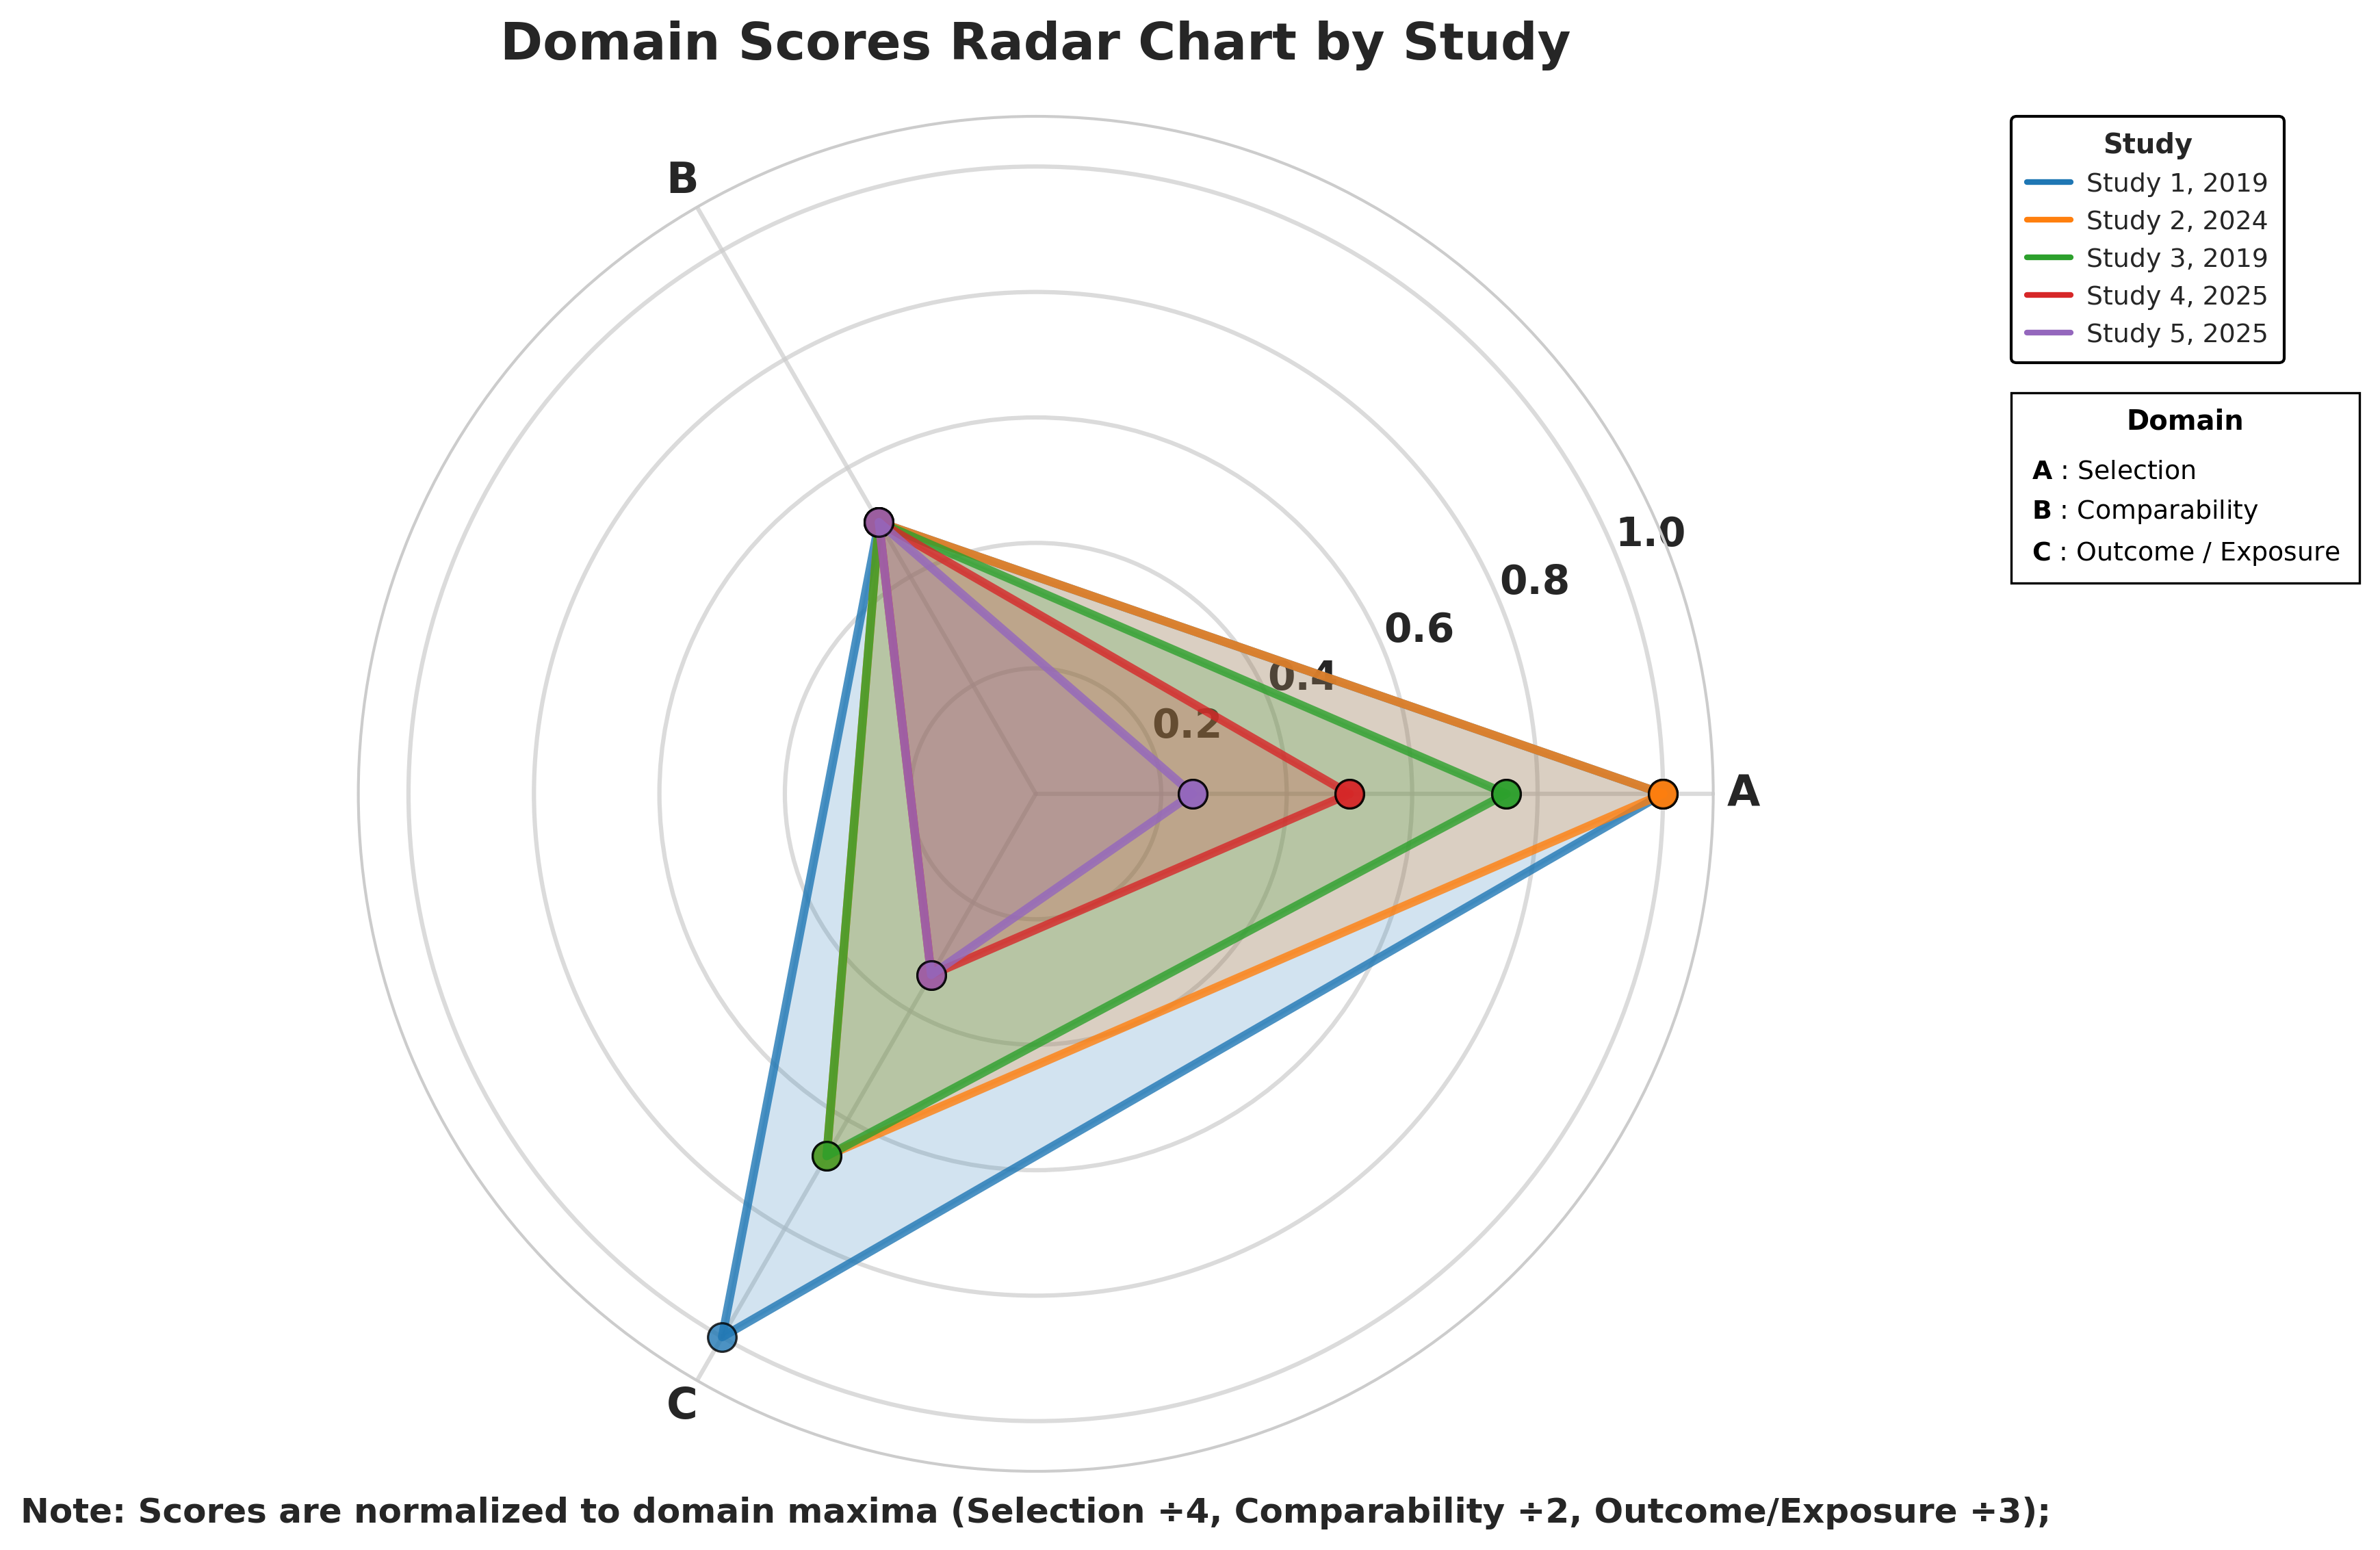 Domain Scores Radar Chart by Study
B
Study
Study 1, 2019
Study 2, 2024
Study 3, 2019
Study 4, 2025
Study 5, 2025
Domain
A : Selection
B : Comparability
C : Outcome / Exposure
1.0
0.8
0.6
0.4
0.2
A
C
Note: Scores are normalized to domain maxima (Selection ÷4, Comparability ÷2, Outcome/Exposure ÷3);